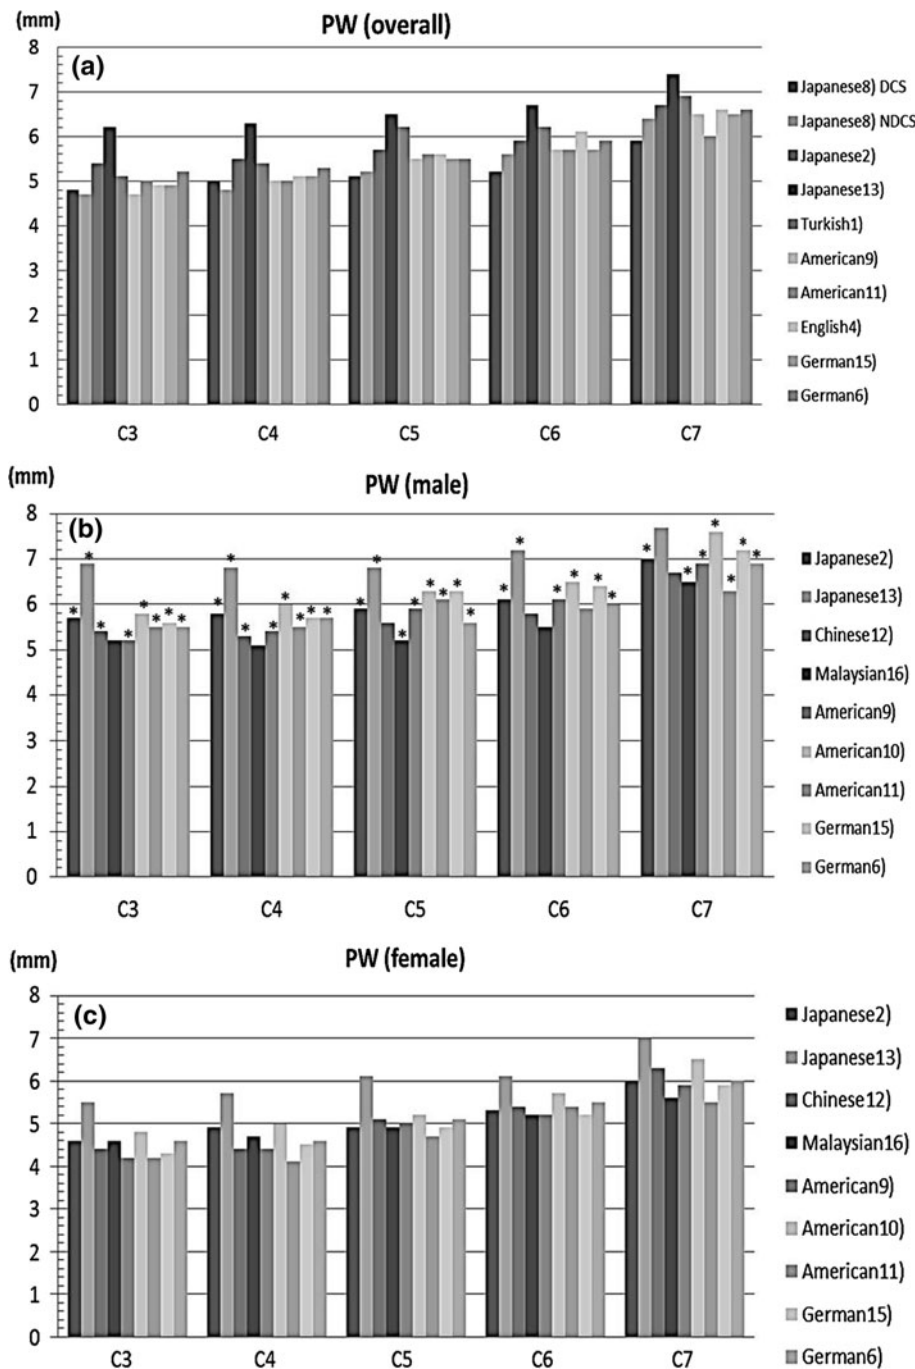 (mm)
PW (overall)
(a)
8
7
6
5
4
3
2
1
0
C3 C4 C5 C6 C7
Japanese8) DCS
Japanese8) NDCS
Japanese2)
Japanese13)
Turkish1)
American9)
American11)
English4)
German15)
German6)
(mm)
PW (male)
(b)
8
7
6
5
4
3
2
1
0
* * * * * * * *
* * * * * * * *
* * * * * * *
* * * * * *
* * * * * * *
C3 C4 C5 C6 C7
Japanese2)
Japanese13)
Chinese12)
Malaysian16)
American9)
American10)
American11)
German15)
German6)
(mm)
PW (female)
(c)
8
7
6
5
4
3
2
1
0
C3 C4 C5 C6 C7
Japanese2)
Japanese13)
Chinese12)
Malaysian16)
American9)
American10)
American11)
German15)
German6)